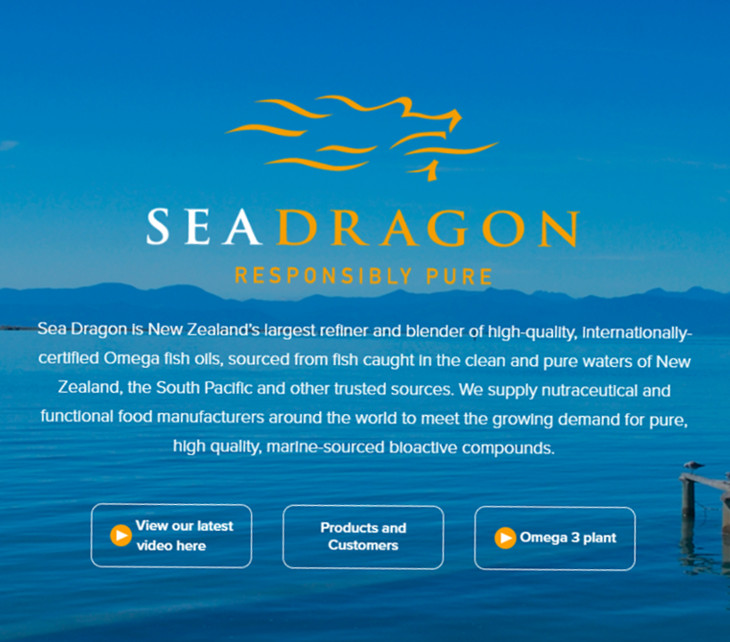 SEADRAGON
RESPONSIBLY PURE
Sea Dragon is New Zealand's largest refiner and blender of high-quality, internationally-
certified Omega fish oils, sourced from fish caught in the clean and pure waters of New
Zealand, the South Pacific and other trusted sources. We supply nutraceutical and
functional food manufacturers around the world to meet the growing demand for pure,
high quality, marine-sourced bioactive compounds.
View our latest
video here
Products and
Customers
Omega 3 plant